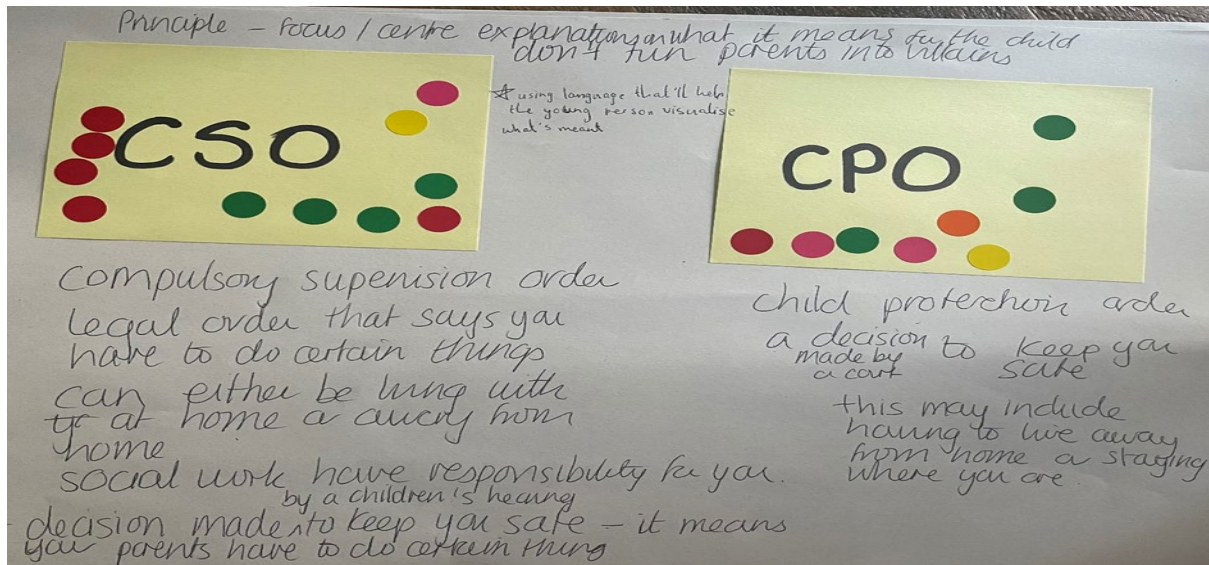 Principle – Focus / centre explanation on what it means for the child
don't turn parents into villains
☆ using language that'll help
the young person visualise
what's meant
CSO
compulsory supervision order
legal order that says you
have to do certain things
can either be living with
at home or away from
home
social work have responsibility for you.
by a children's hearing
decision made to keep you safe – it means
your parents have to do certain thing
CPO
child protection order
a decision to keep you
made by safe
a court
this may include
having to live away
from home or staying
where you are.